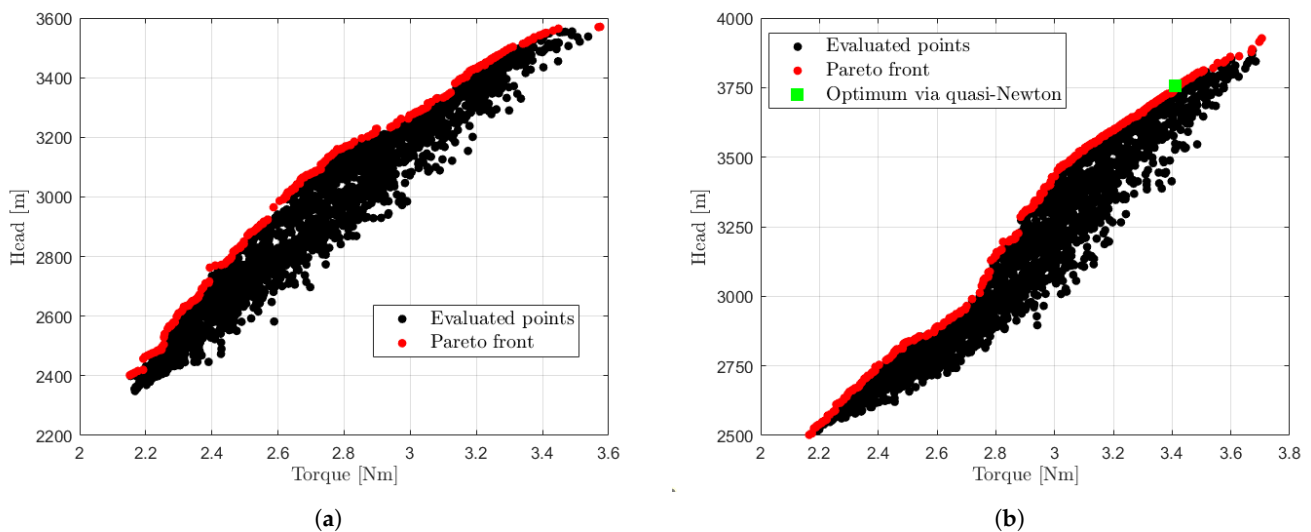 3600
3400
3200
3000
2800
2600
2400
2200
Head [m]
Evaluated points
Pareto front
2 2.2 2.4 2.6 2.8 3 3.2 3.4 3.6
Torque [Nm]
(a)
4000
3750
3500
3250
3000
2750
2500
Head [m]
Evaluated points
Pareto front
Optimum via quasi-Newton
2 2.2 2.4 2.6 2.8 3 3.2 3.4 3.6 3.8
Torque [Nm]
(b)